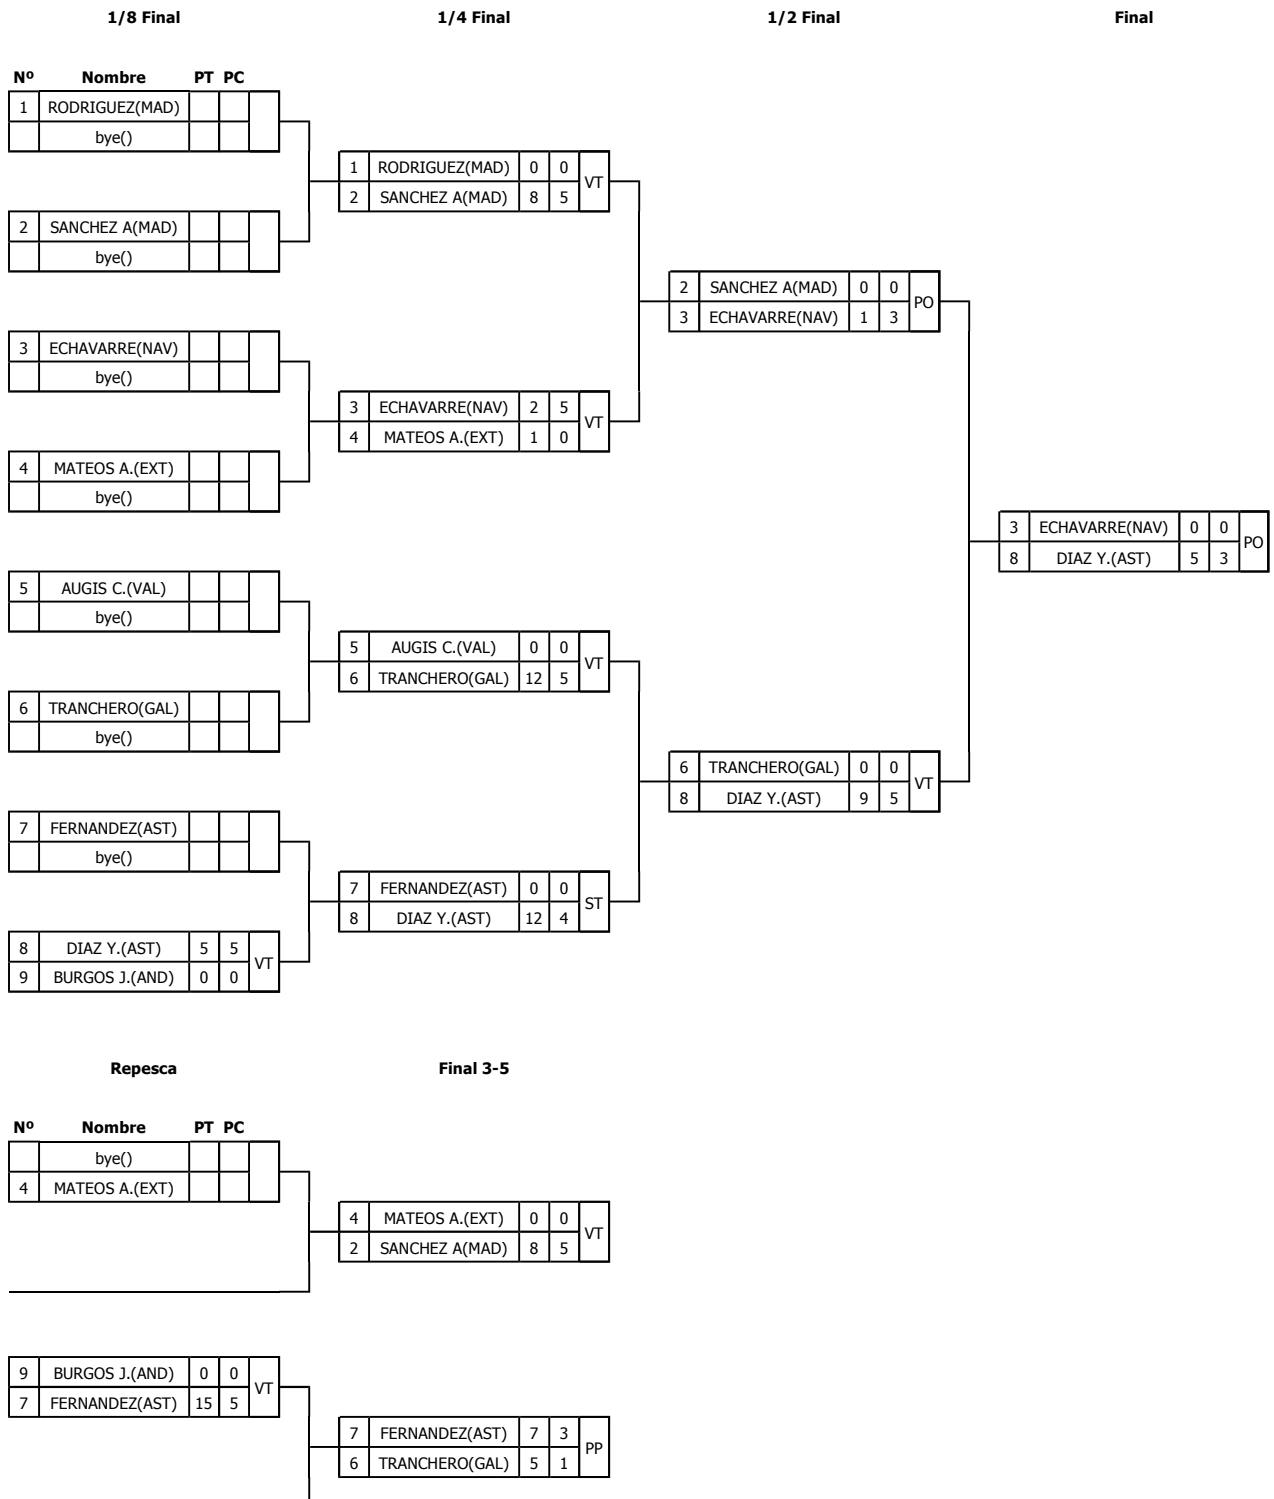 1/8 Final 1/4 Final 1/2 Final Final
Nº Nombre PT PC
1 RODRIGUEZ(MAD)
bye()
1 RODRIGUEZ(MAD) 0 0 VT
2 SANCHEZ A(MAD) 8 5
2 SANCHEZ A(MAD)
bye()
2 SANCHEZ A(MAD) 0 0 PO
3 ECHAVARRE(NAV) 1 3
3 ECHAVARRE(NAV)
bye()
3 ECHAVARRE(NAV) 2 5 VT
4 MATEOS A.(EXT) 1 0
4 MATEOS A.(EXT)
bye()
3 ECHAVARRE(NAV) 0 0 PO
8 DIAZ Y.(AST) 5 3
5 AUGIS C.(VAL)
bye()
5 AUGIS C.(VAL) 0 0 VT
6 TRANCHERO(GAL) 12 5
6 TRANCHERO(GAL)
bye()
6 TRANCHERO(GAL) 0 0 VT
8 DIAZ Y.(AST) 9 5
7 FERNANDEZ(AST)
bye()
7 FERNANDEZ(AST) 0 0 ST
8 DIAZ Y.(AST) 12 4
8 DIAZ Y.(AST) 5 5 VT
9 BURGOS J.(AND) 0 0
Repesca Final 3-5
Nº Nombre PT PC
bye()
4 MATEOS A.(EXT)
4 MATEOS A.(EXT) 0 0 VT
2 SANCHEZ A(MAD) 8 5
9 BURGOS J.(AND) 0 0 VT
7 FERNANDEZ(AST) 15 5
7 FERNANDEZ(AST) 7 3 PP
6 TRANCHERO(GAL) 5 1